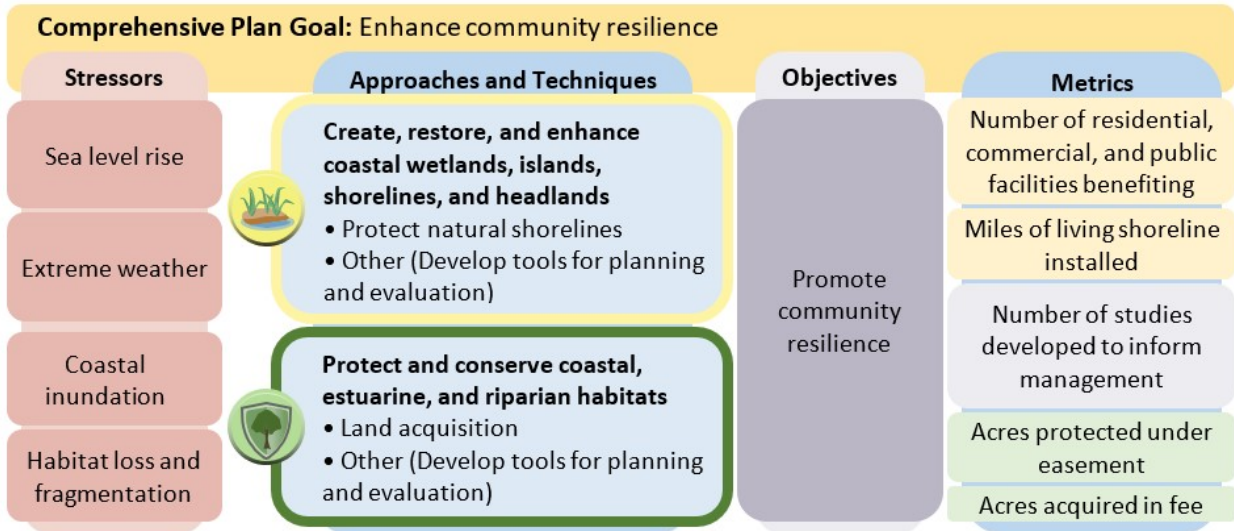 Comprehensive Plan Goal: Enhance community resilience
Stressors
Sea level rise
Extreme weather
Coastal
inundation
Habitat loss and
fragmentation
Approaches and Techniques
Create, restore, and enhance
coastal wetlands, islands,
shorelines, and headlands
• Protect natural shorelines
• Other (Develop tools for planning
and evaluation)
Protect and conserve coastal,
estuarine, and riparian habitats
• Land acquisition
• Other (Develop tools for planning
and evaluation)
Objectives
Promote
community
resilience
Metrics
Number of residential,
commercial, and public
facilities benefiting
Miles of living shoreline
installed
Number of studies
developed to inform
management
Acres protected under
easement
Acres acquired in fee